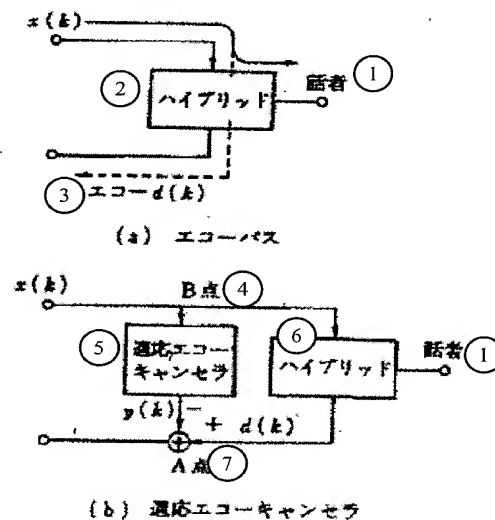 x(k)
話者 ①
② ハイブリッド
③ エコーd(k)
(a) エコーパス
x(k)
B点 ④
⑤ 適応エコー
キャンセラ
⑥ ハイブリッド
話者 ①
y(k) −
+ d(k)
+
A点 ⑦
(b) 適応エコーキャンセラ